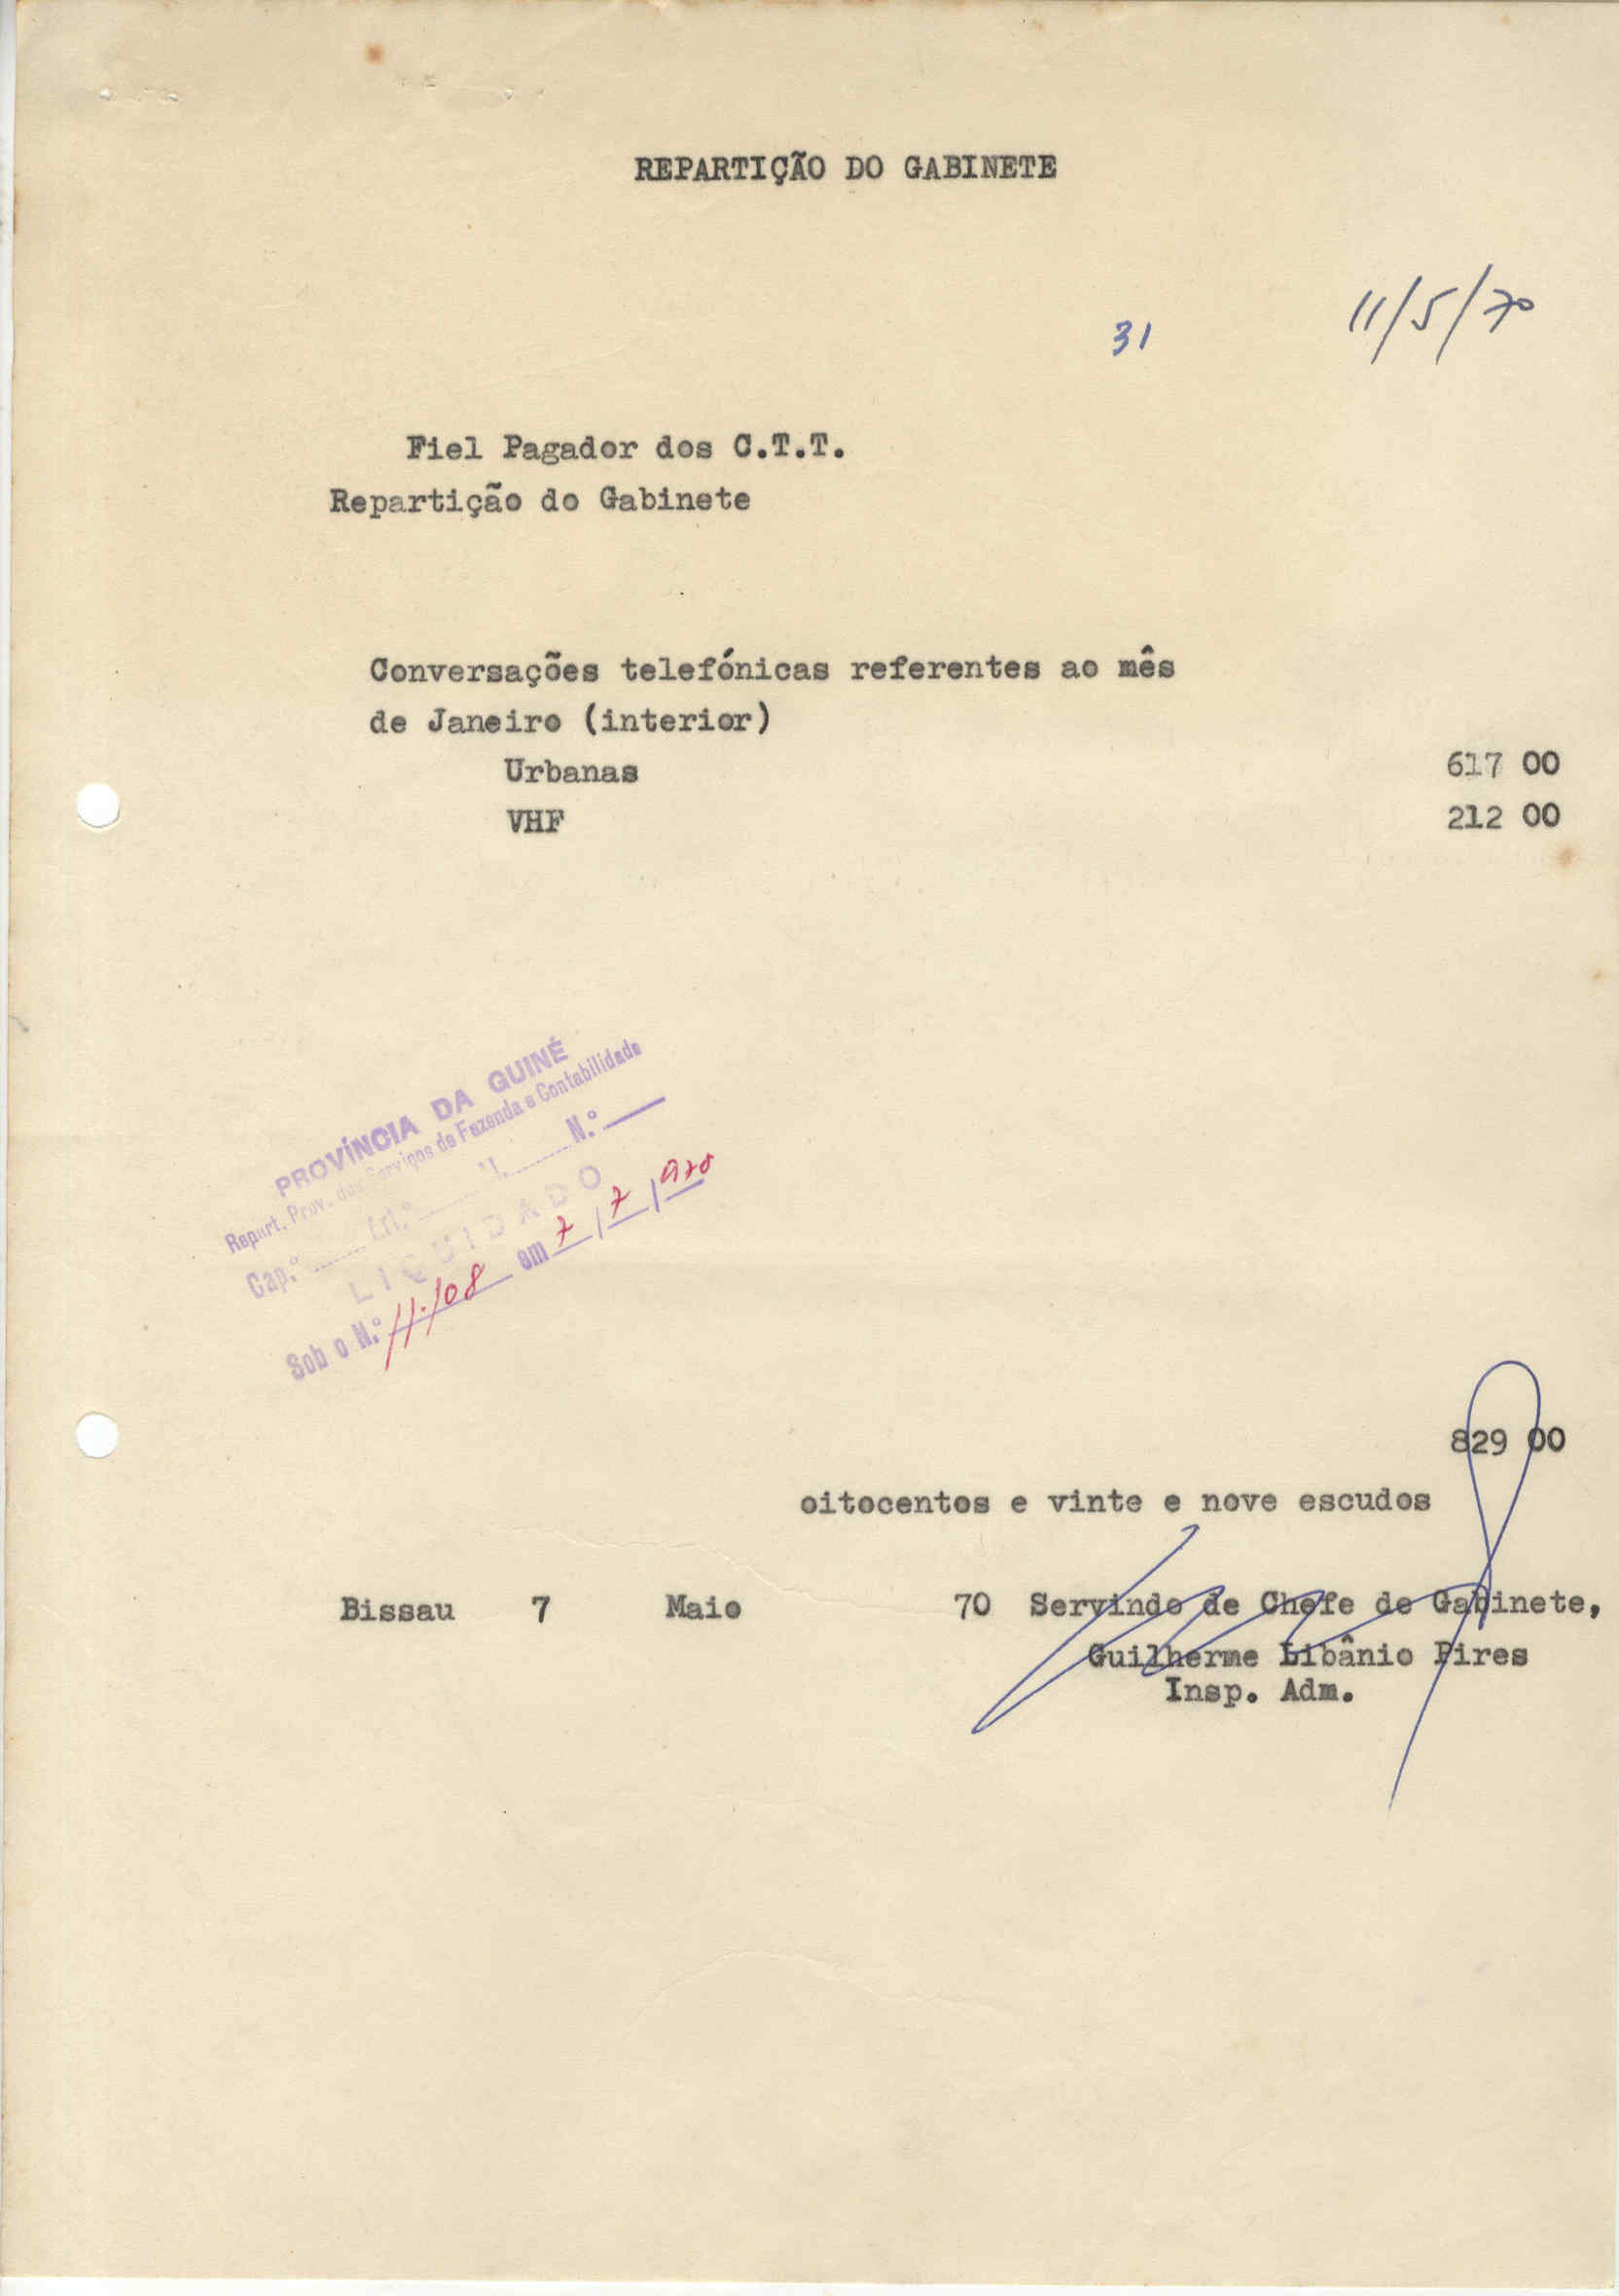 REPARTIÇÃO DO GABINETE
31
11/5/70
Fiel Pagador dos C.T.T.
Repartição do Gabinete
Conversações telefónicas referentes ao mês
de Janeiro (interior)
Urbanas 617 00
VHF 212 00
PROVÍNCIA DA GUINÉ
Repart. Prov. dos Serviços de Fazenda e Contabilidade
Cap.º Art.º N.º
LIQUIDADO
Sob o N.º 11.108 em 7/7/970
829 00
oitocentos e vinte e nove escudos
Bissau 7 Maio 70 Servindo de Chefe de Gabinete,
Guilherme Libânio Pires
Insp. Adm.